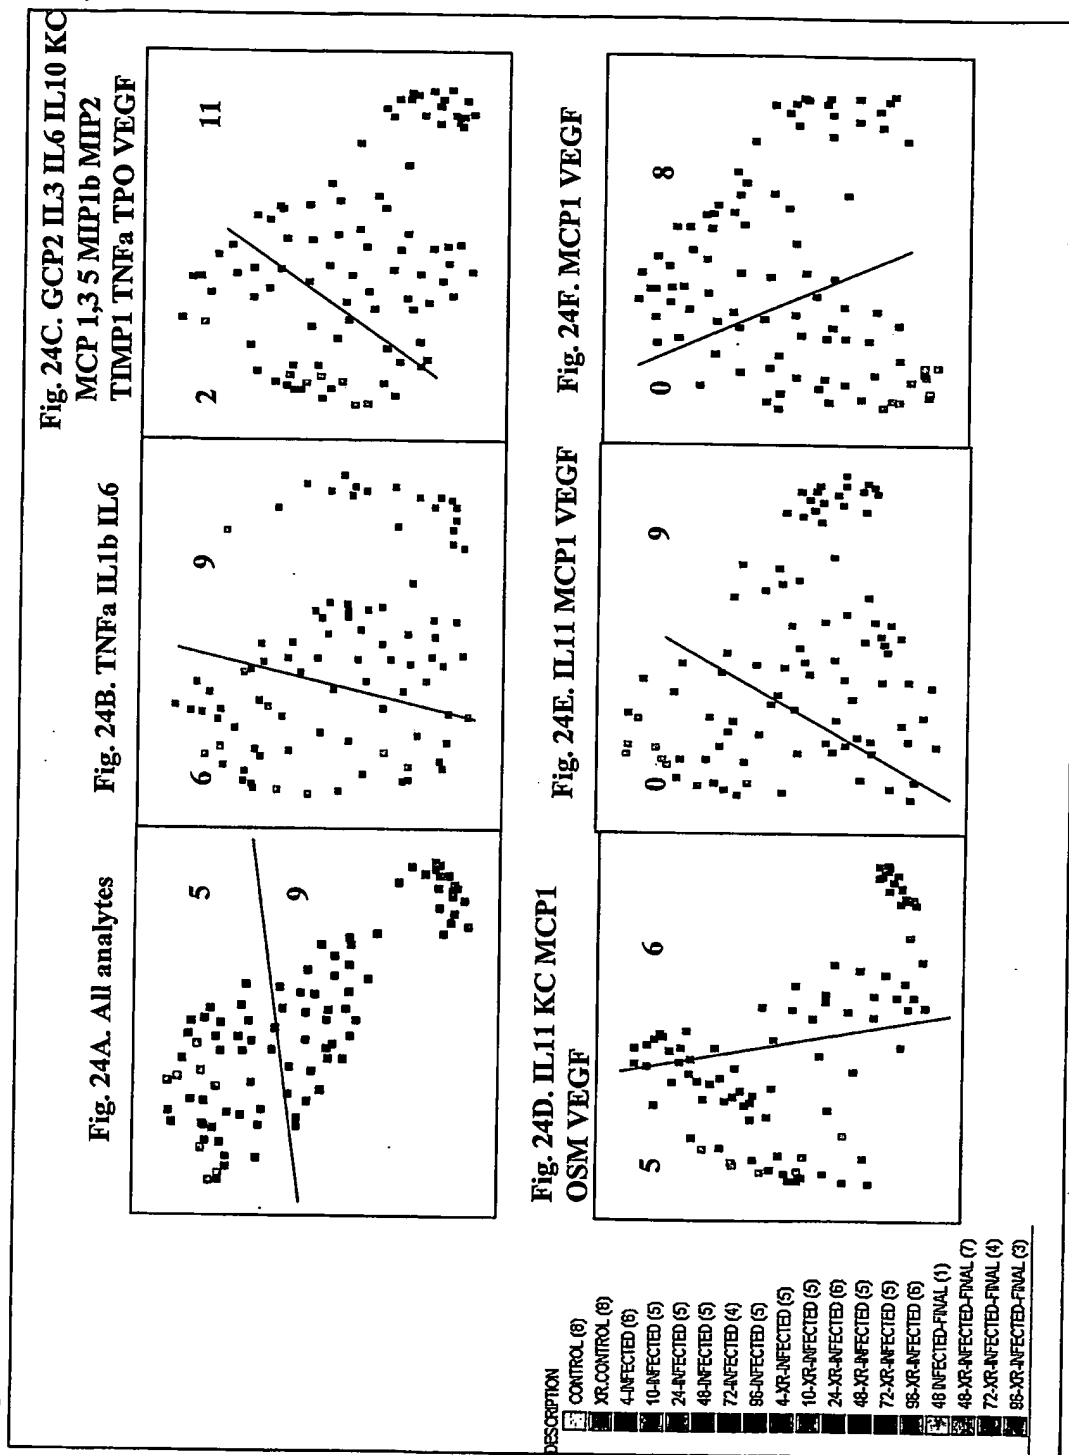 Fig. 24A. All analytes
5
9
Fig. 24B. TNFa IL1b IL6
6
9
Fig. 24C. GCP2 IL3 IL6 IL10 KC
MCP 1,3 5 MIP1b MIP2
TIMP1 TNFa TPO VEGF
2
11
Fig. 24D. IL11 KC MCP1
OSM VEGF
5
6
Fig. 24E. IL11 MCP1 VEGF
0
9
Fig. 24F. MCP1 VEGF
0
8
DESCRIPTION
CONTROL (8)
XR.CONTROL (8)
4-INFECTED (6)
10-INFECTED (5)
24-INFECTED (5)
48-INFECTED (5)
72-INFECTED (4)
96-INFECTED (5)
4-XR-INFECTED (5)
10-XR-INFECTED (5)
24-XR-INFECTED (6)
48-XR-INFECTED (5)
72-XR-INFECTED (5)
96-XR-INFECTED (6)
48 INFECTED-FINAL (1)
48-XR-INFECTED-FINAL (7)
72-XR-INFECTED-FINAL (4)
96-XR-INFECTED-FINAL (3)